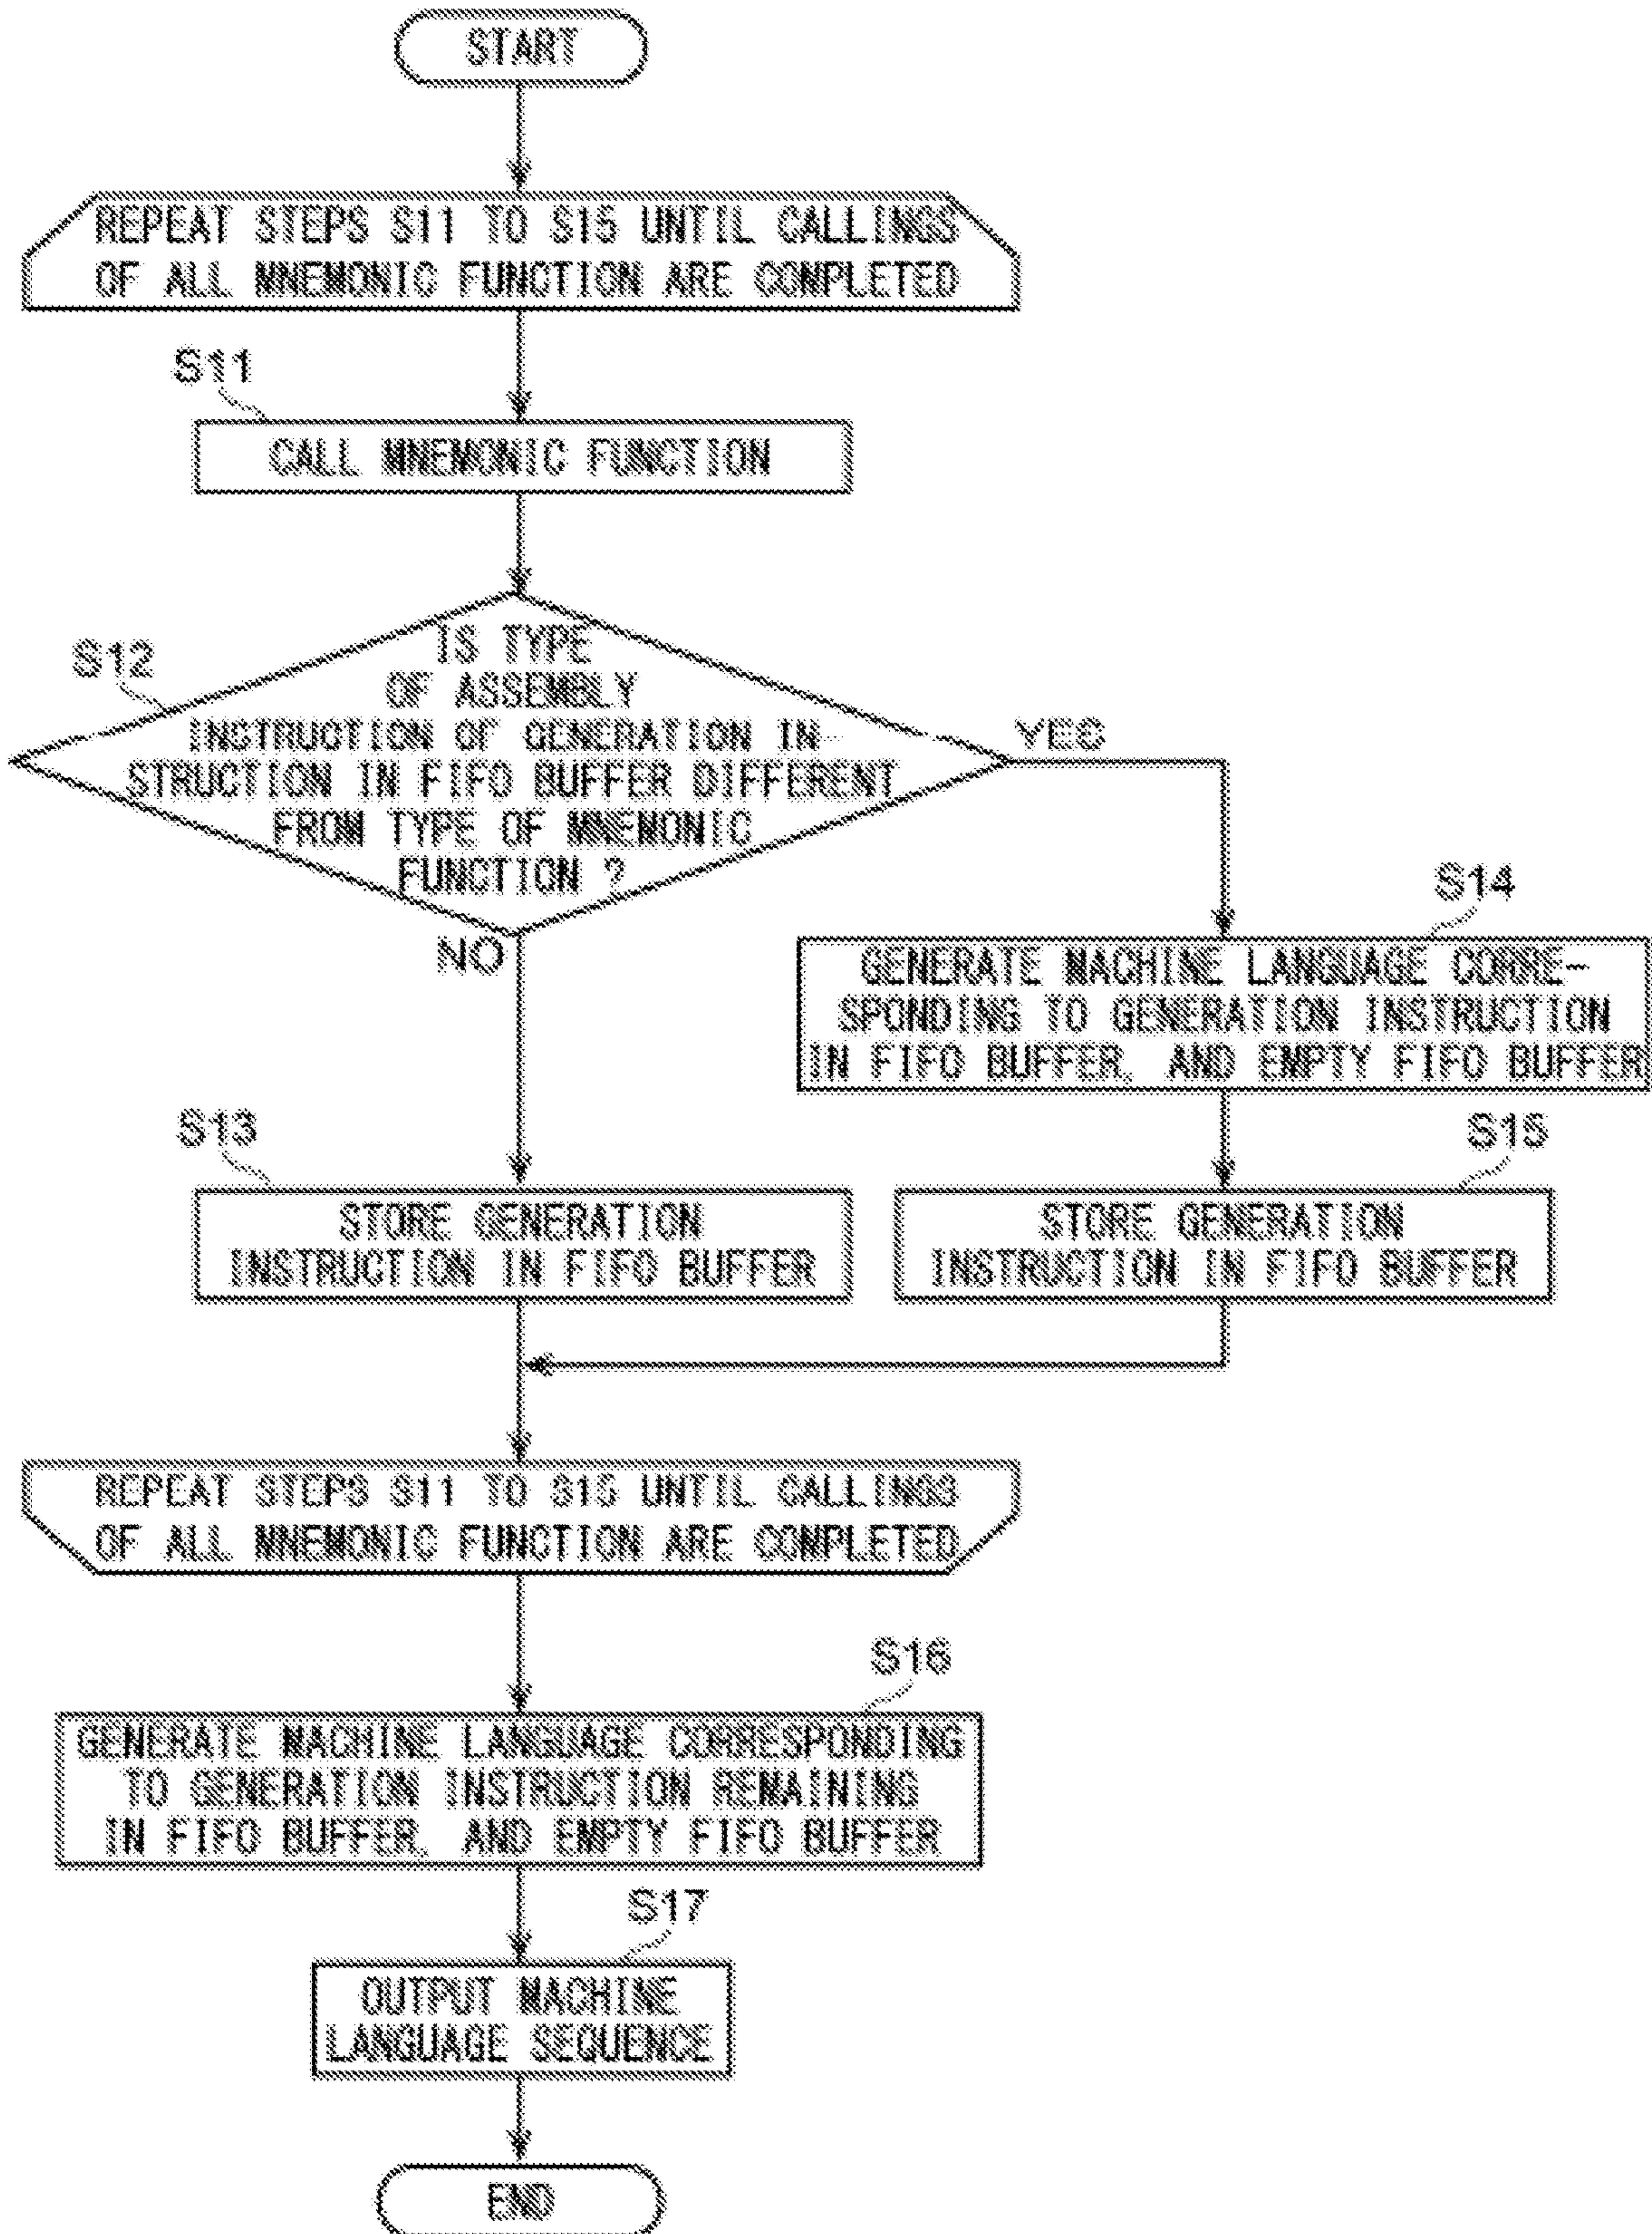 START
REPEAT STEPS S11 TO S15 UNTIL CALLINGS
OF ALL MNEMONIC FUNCTION ARE COMPLETED
S11
CALL MNEMONIC FUNCTION
S12
IS TYPE
OF ASSEMBLY
INSTRUCTION OF GENERATION IN-
STRUCTION IN FIFO BUFFER DIFFERENT
FROM TYPE OF MNEMONIC
FUNCTION ?
YES
NO
S14
GENERATE MACHINE LANGUAGE CORRE-
SPONDING TO GENERATION INSTRUCTION
IN FIFO BUFFER, AND EMPTY FIFO BUFFER
S13
STORE GENERATION
INSTRUCTION IN FIFO BUFFER
S15
STORE GENERATION
INSTRUCTION IN FIFO BUFFER
REPEAT STEPS S11 TO S15 UNTIL CALLINGS
OF ALL MNEMONIC FUNCTION ARE COMPLETED
S16
GENERATE MACHINE LANGUAGE CORRESPONDING
TO GENERATION INSTRUCTION REMAINING
IN FIFO BUFFER, AND EMPTY FIFO BUFFER
S17
OUTPUT MACHINE
LANGUAGE SEQUENCE
END